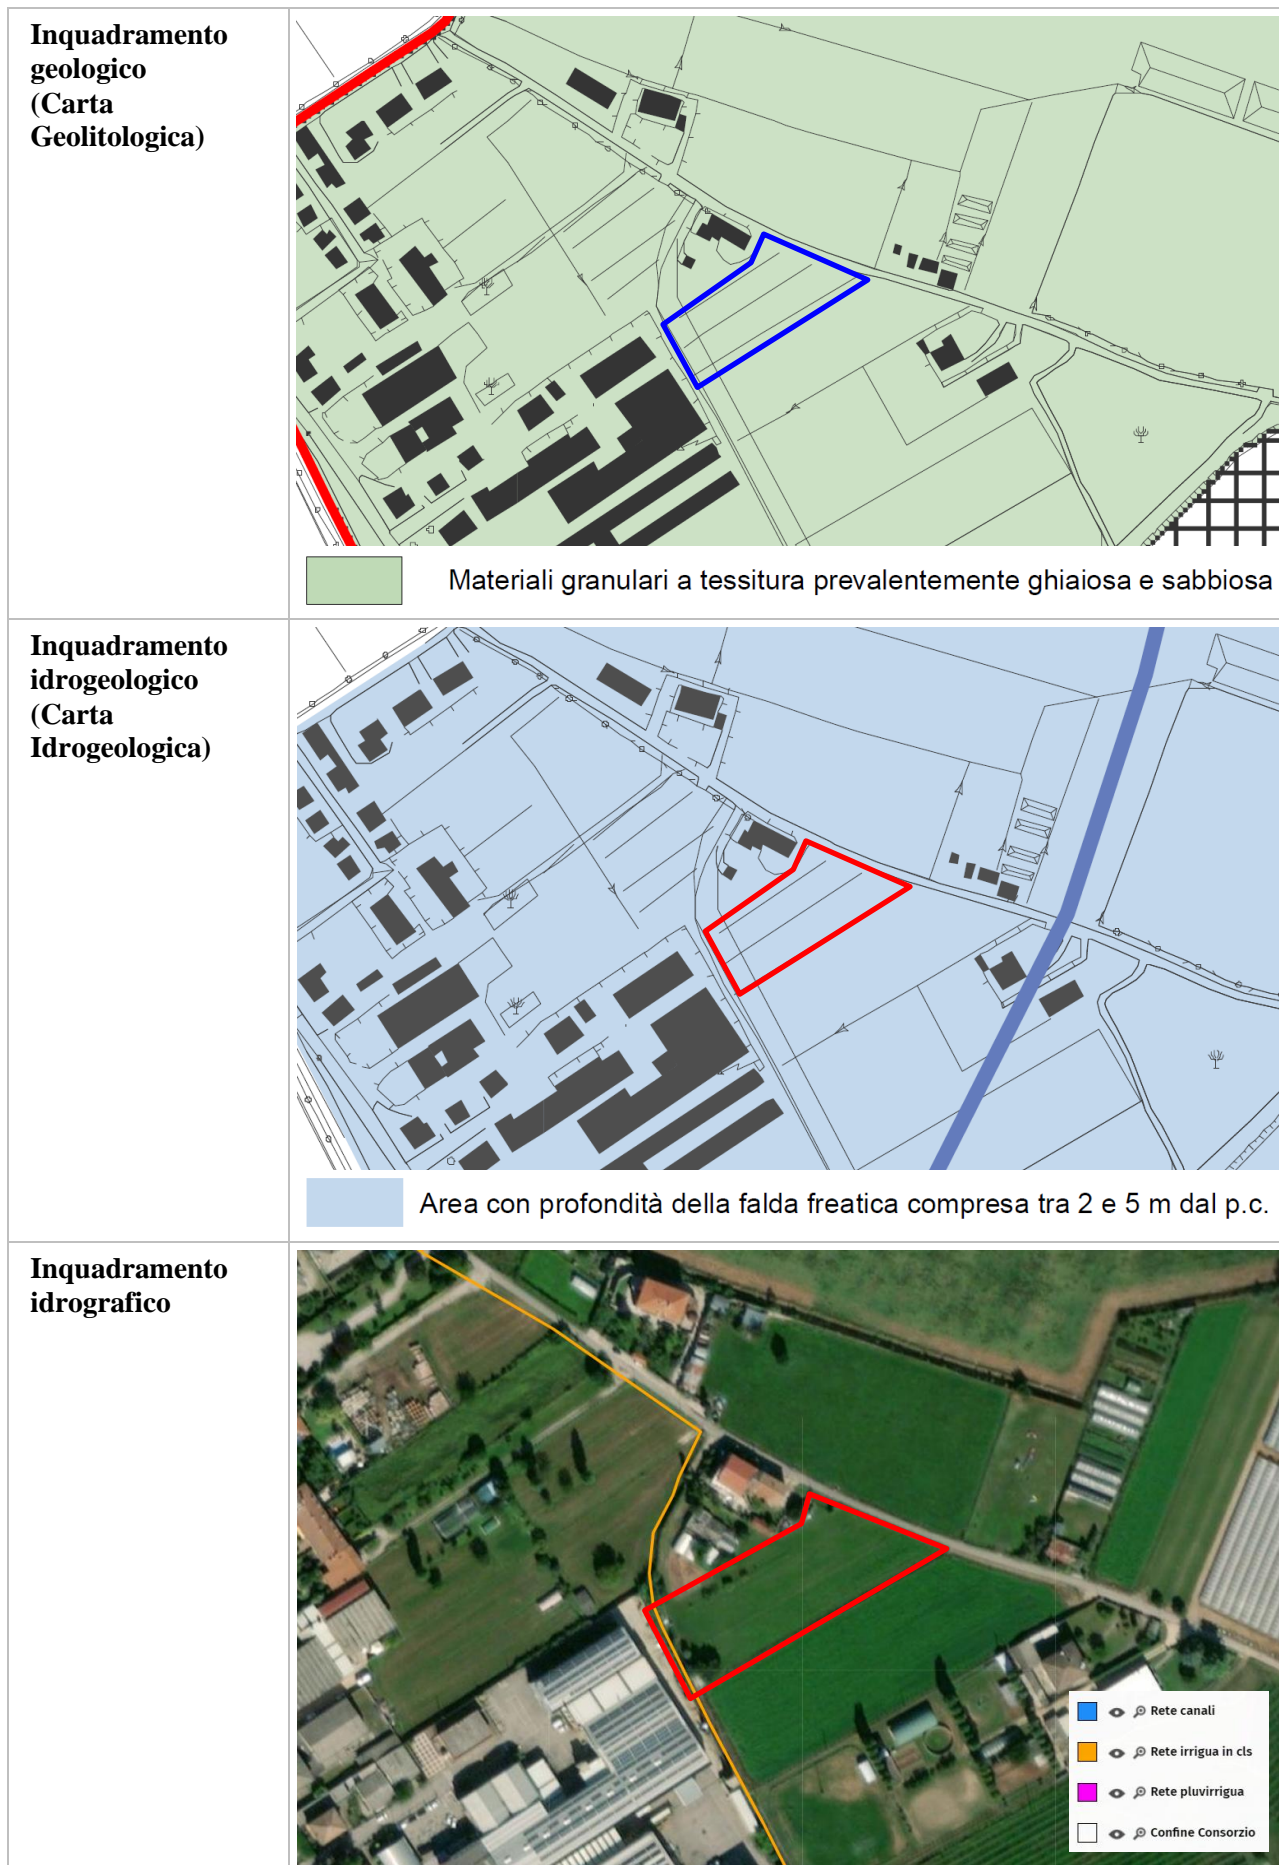 Inquadramento
geologico
(Carta
Geolitologica)
Materiali granulari a tessitura prevalentemente ghiaiosa e sabbiosa
Inquadramento
idrogeologico
(Carta
Idrogeologica)
Area con profondità della falda freatica compresa tra 2 e 5 m dal p.c.
Inquadramento
idrografico
Rete canali
Rete irrigua in cls
Rete pluvirrigua
Confine Consorzio